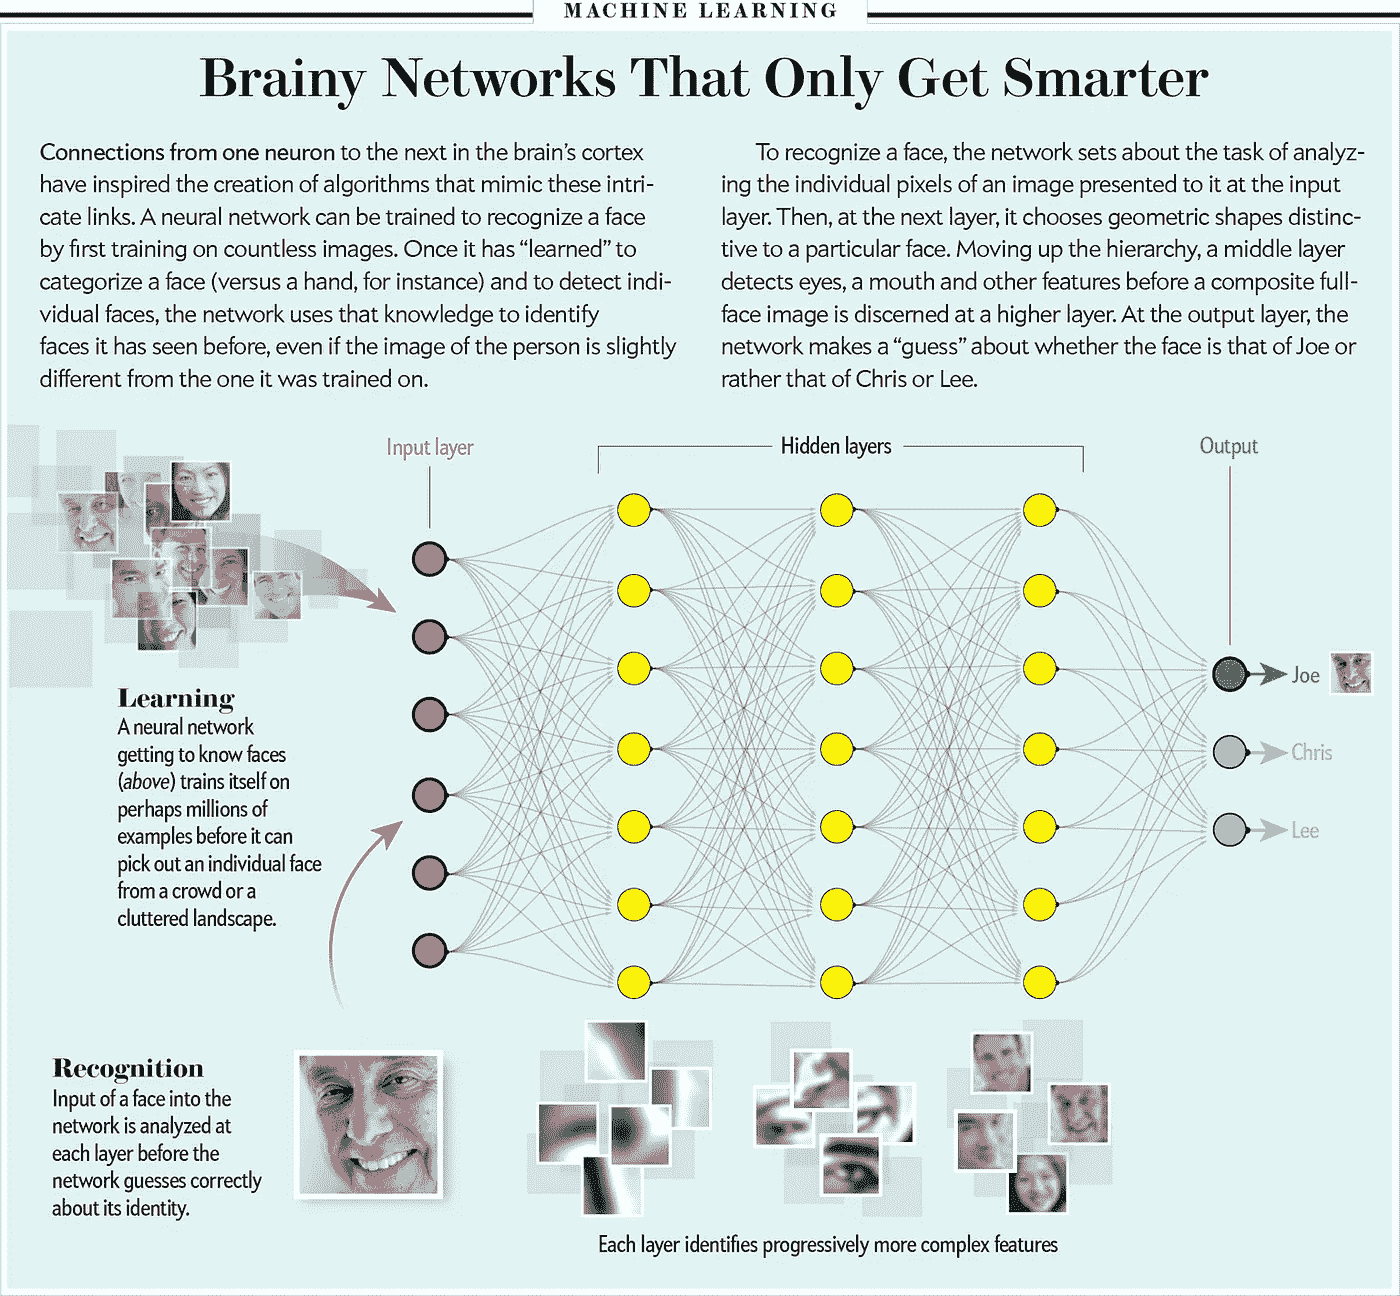 MACHINE LEARNING
Brainy Networks That Only Get Smarter
Connections from one neuron to the next in the brain's cortex
have inspired the creation of algorithms that mimic these intri-
cate links. A neural network can be trained to recognize a face
by first training on countless images. Once it has “learned” to
categorize a face (versus a hand, for instance) and to detect indi-
vidual faces, the network uses that knowledge to identify
faces it has seen before, even if the image of the person is slightly
different from the one it was trained on.
To recognize a face, the network sets about the task of analyz-
ing the individual pixels of an image presented to it at the input
layer. Then, at the next layer, it chooses geometric shapes distinc-
tive to a particular face. Moving up the hierarchy, a middle layer
detects eyes, a mouth and other features before a composite full-
face image is discerned at a higher layer. At the output layer, the
network makes a “guess” about whether the face is that of Joe or
rather that of Chris or Lee.
Input layer
Hidden layers
Output
Joe
Chris
Lee
Learning
A neural network
getting to know faces
(above) trains itself on
perhaps millions of
examples before it can
pick out an individual face
from a crowd or a
cluttered landscape.
Recognition
Input of a face into the
network is analyzed at
each layer before the
network guesses correctly
about its identity.
Each layer identifies progressively more complex features